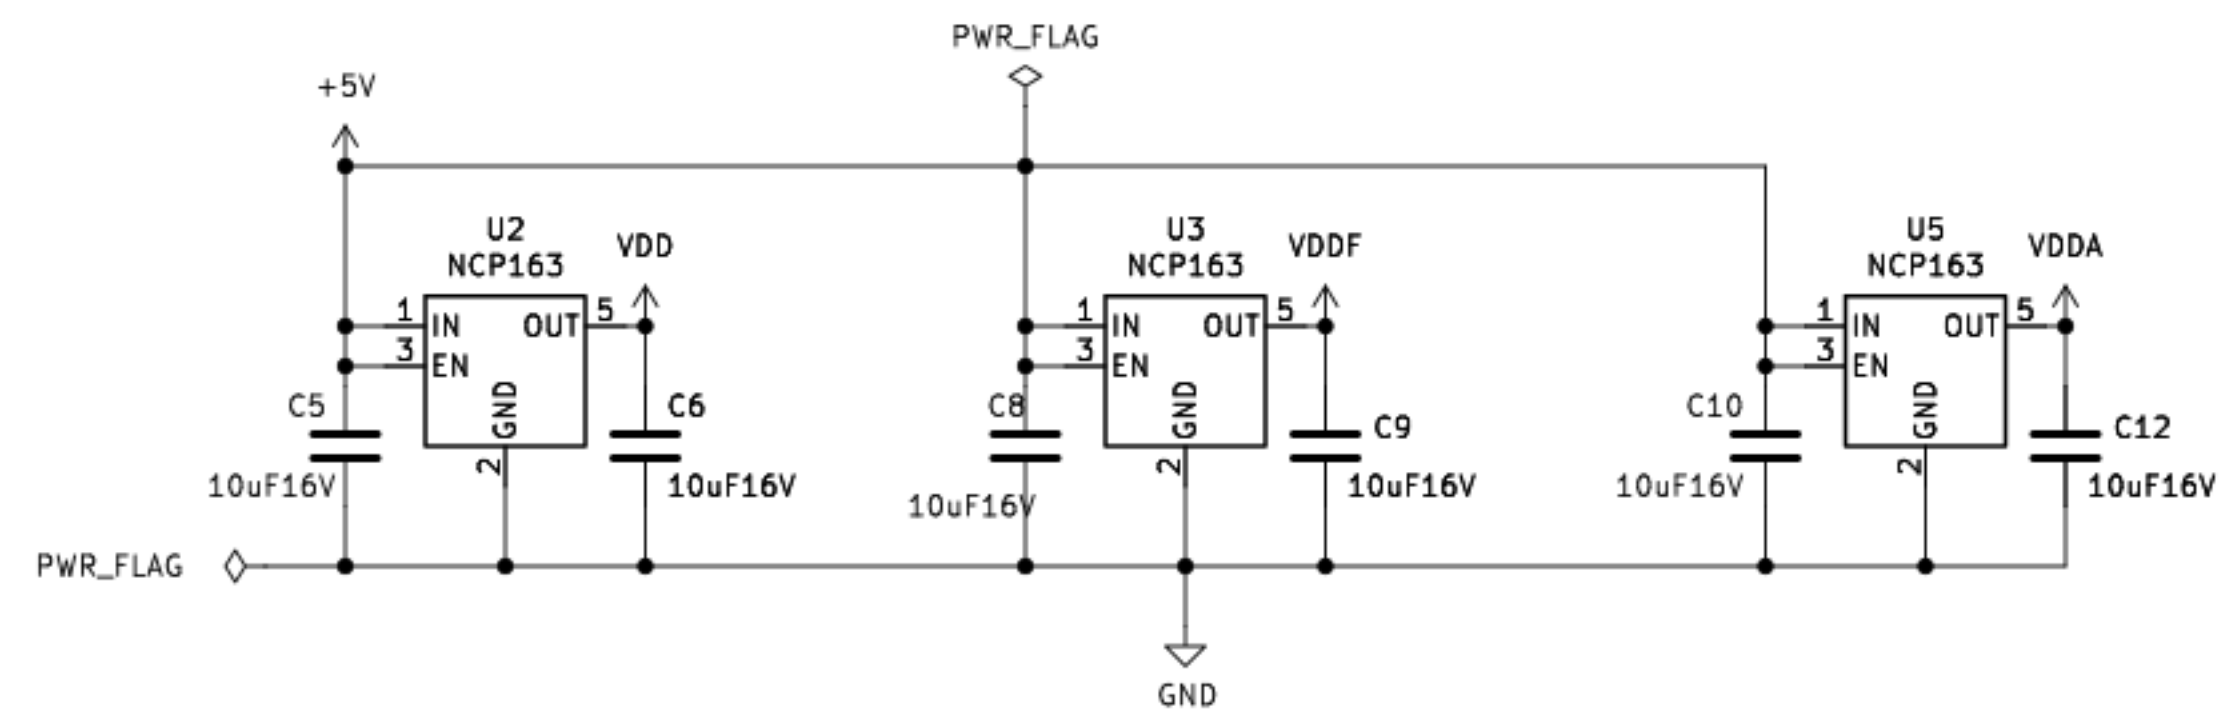 PWR_FLAG
+5V
U2
NCP163
VDD
1
IN
OUT
5
3
EN
GND
2
C5
10uF16V
C6
10uF16V
U3
NCP163
VDDF
1
IN
OUT
5
3
EN
GND
2
C8
10uF16V
C9
10uF16V
U5
NCP163
VDDA
1
IN
OUT
5
3
EN
GND
2
C10
10uF16V
C12
10uF16V
PWR_FLAG
GND